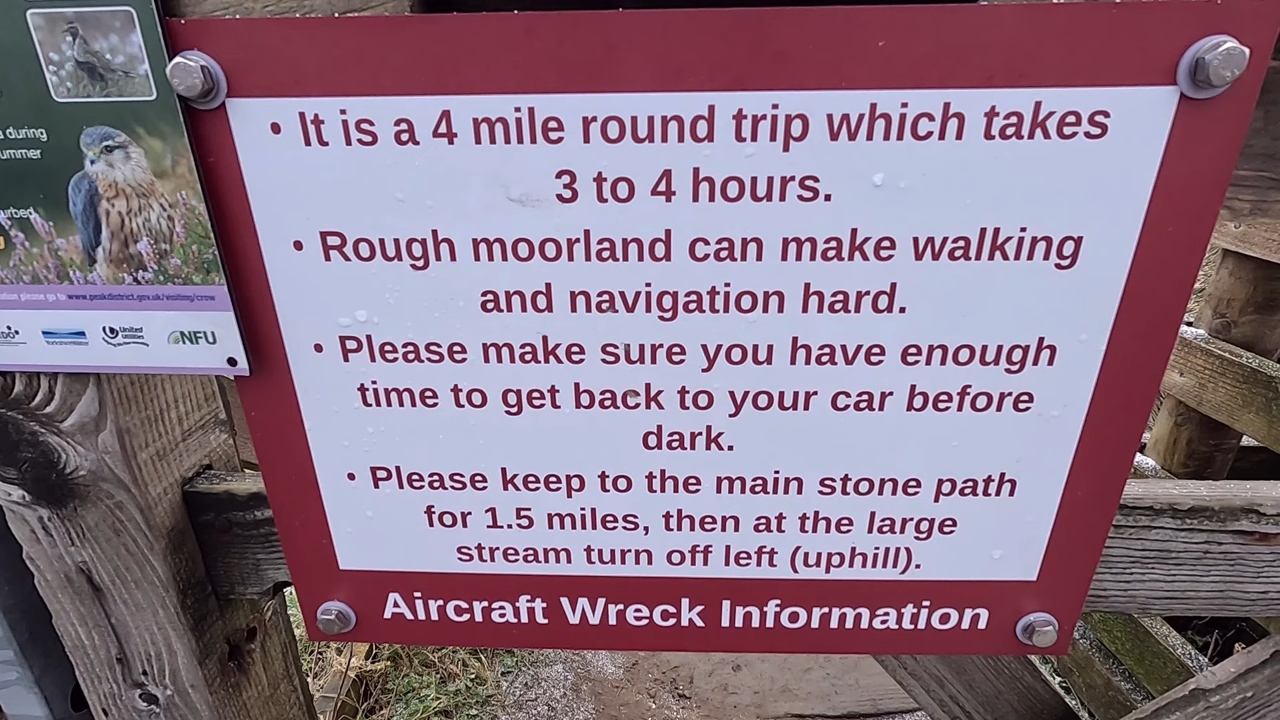 during
• It is a 4 mile round trip which takes
3 to 4 hours.
• Rough moorland can make walking
and navigation hard.
• Please make sure you have enough
time to get back to your car before
dark.
• Please keep to the main stone path
for 1.5 miles, then at the large
stream turn off left (uphill).
Aircraft Wreck Information
please go to www.peakdistrict.gov.uk/visiting/crow
YorkshireWater
United
Utilities
NFU